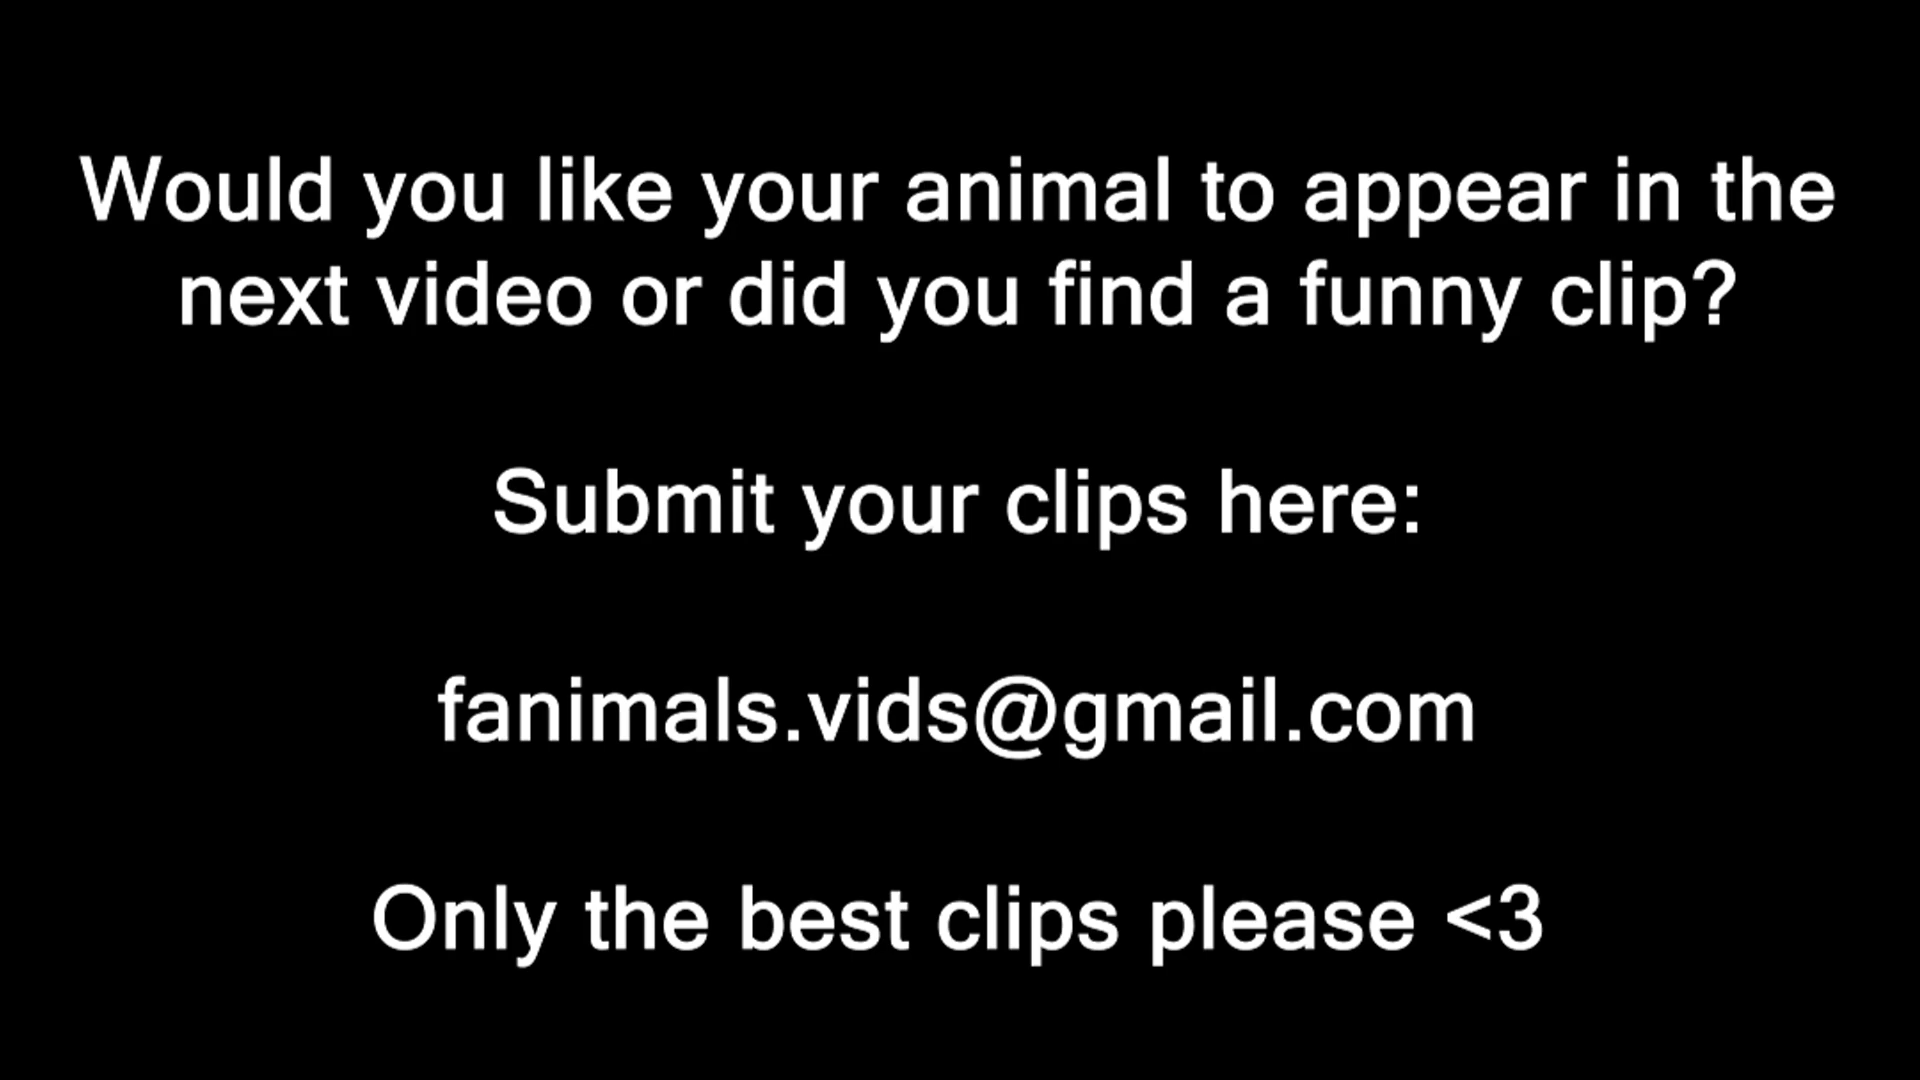 Would you like your animal to appear in the
next video or did you find a funny clip?
Submit your clips here:
fanimals.vids@gmail.com
Only the best clips please <3